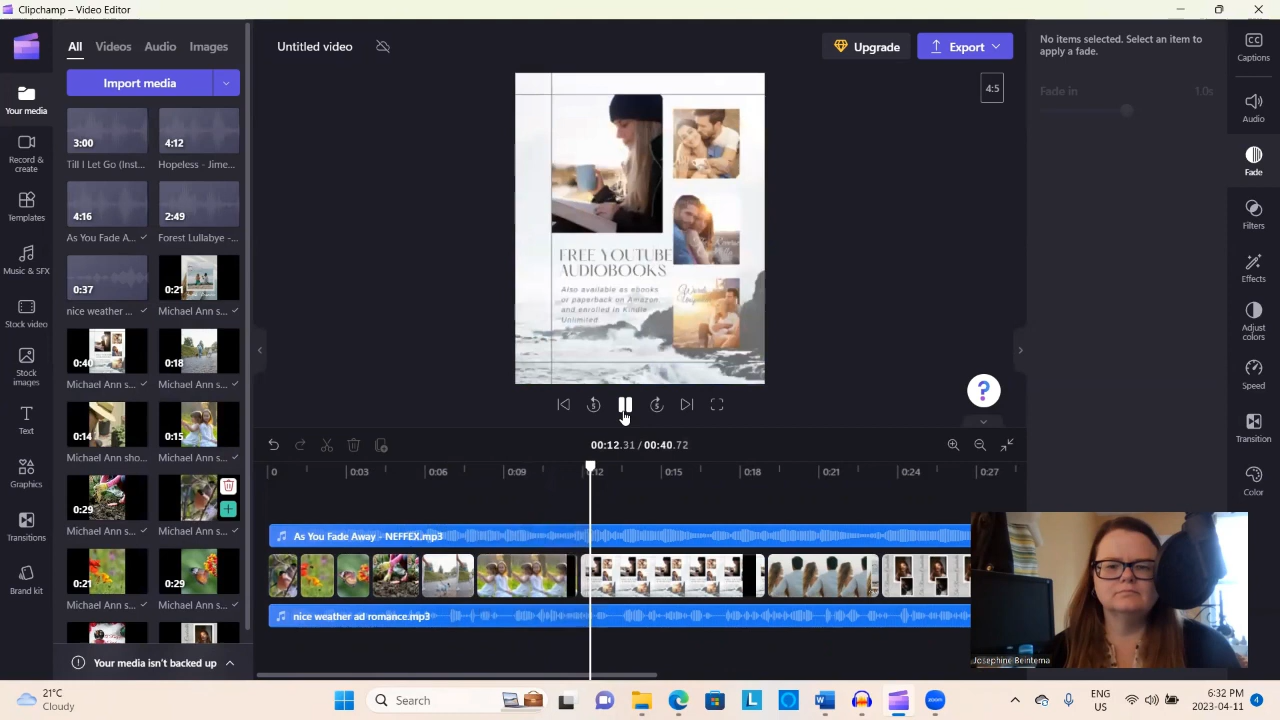 Clipchamp – Video Editor
All Videos Audio Images
Untitled video
Upgrade
Export
No items selected. Select an item to
apply a fade.
Captions
Import media
Your media
4:5
Fade in 1.0s
Audio
3:00
4:12
Till I Let Go (Inst...
Hopeless - Jime...
Record &
create
Fade
4:16
2:49
As You Fade A...
Forest Lullabye -...
Templates
Filters
Music & SFX
0:37
0:21
nice weather ...
Michael Ann s...
FREE YOUTUBE
AUDIOBOOKS
Also available as ebooks
or paperback on Amazon
and enrolled in Kindle
Unlimited.
Effects
Stock video
0:40
0:18
Michael Ann s...
Michael Ann s...
Adjust
colors
Stock
images
Speed
0:14
0:15
Michael Ann sho...
Michael Ann s...
5
5
?
Text
Transition
00:12.31 / 00:40.72
Graphics
0 0:03 0:06 0:09 0:12 0:15 0:18 0:21 0:24 0:27
Color
0:29
Michael Ann s...
Michael Ann s...
Transitions
As You Fade Away - NEFFEX.mp3
0:21
0:29
Michael Ann s...
Michael Ann s...
Brand kit
nice weather ad romance.mp3
Your media isn't backed up
Josephine Beintema
21°C
Cloudy
Search
L
W
zoom
ENG
US
6:32 PM
2023-04-11
4